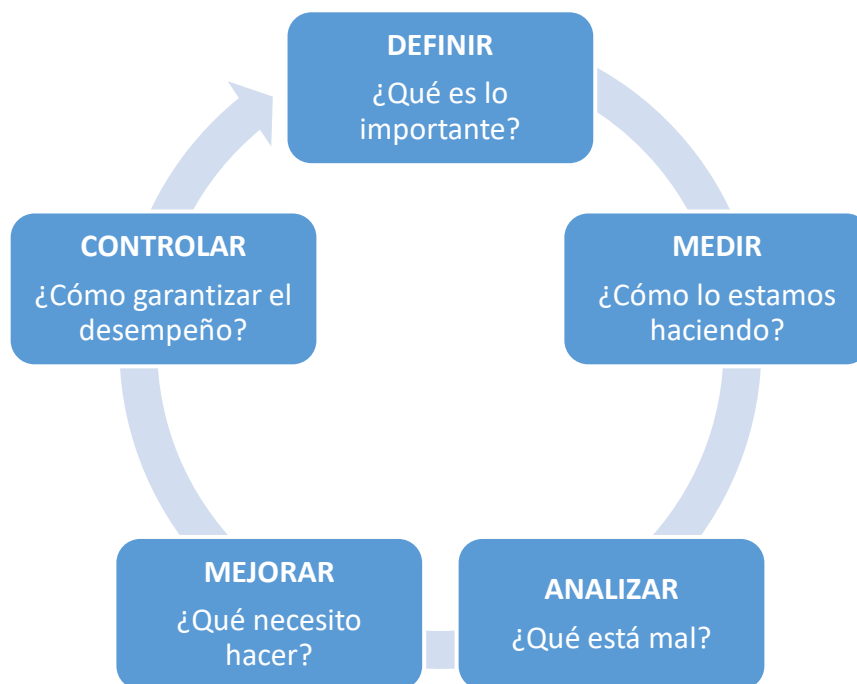 DEFINIR
¿Qué es lo
importante?
MEDIR
¿Cómo lo estamos
haciendo?
ANALIZAR
¿Qué está mal?
MEJORAR
¿Qué necesito
hacer?
CONTROLAR
¿Cómo garantizar el
desempeño?